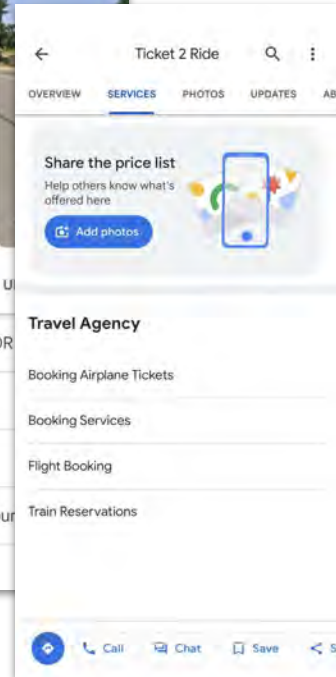 Ticket 2 Ride
OVERVIEW SERVICES PHOTOS UPDATES AB
Share the price list
Help others know what's
offered here
Add photos
Travel Agency
Booking Airplane Tickets
Booking Services
Flight Booking
Train Reservations
Call Chat Save S